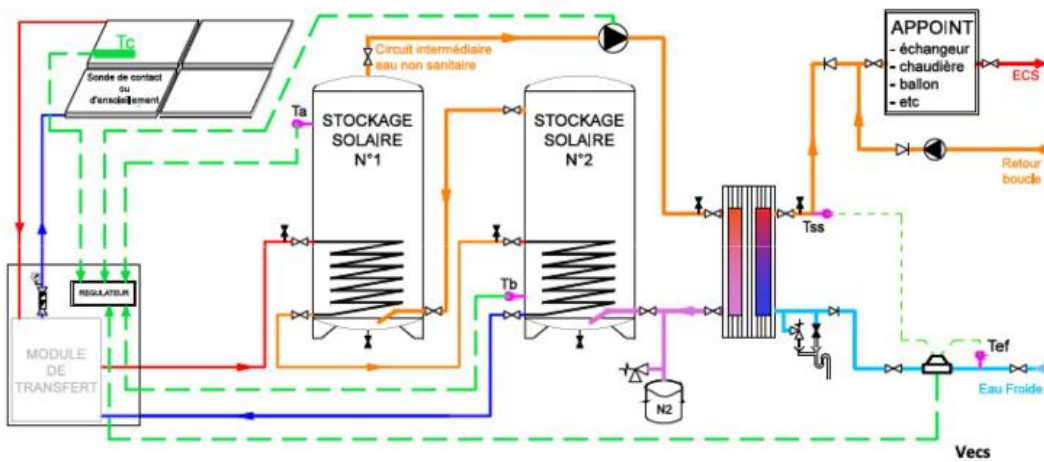 Tc
Sonde de contact
ou
d'ensoleillement
Circuit intermédiaire
eau non sanitaire
APPOINT
- échangeur
- chaudière
- ballon
- etc
ECS
Ta
STOCKAGE
SOLAIRE
N°1
STOCKAGE
SOLAIRE
N°2
Retour
boucle
Tss
Tb
REGULATEUR
MODULE
DE
TRANSFERT
Tef
Eau Froide
N2
Vecs